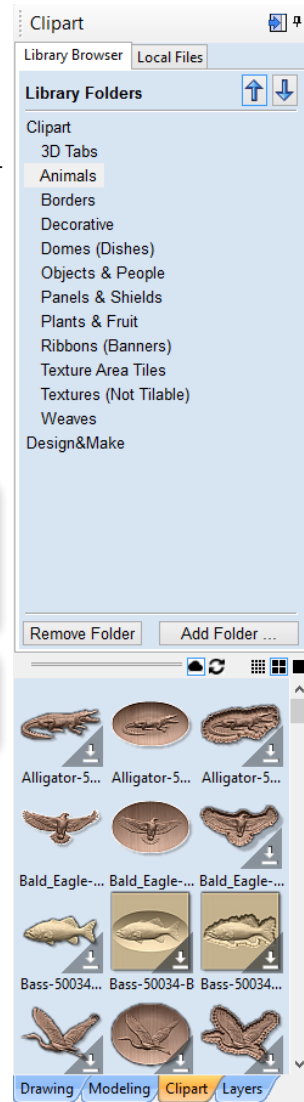 Clipart
Library Browser Local Files
Library Folders
Clipart
3D Tabs
Animals
Borders
Decorative
Domes (Dishes)
Objects & People
Panels & Shields
Plants & Fruit
Ribbons (Banners)
Texture Area Tiles
Textures (Not Tilable)
Weaves
Design&Make
Remove Folder Add Folder ...
Alligator-5... Alligator-5... Alligator-5...
Bald_Eagle-... Bald_Eagle-... Bald_Eagle-...
Bass-50034... Bass-50034-B Bass-50034...
Drawing Modeling Clipart Layers